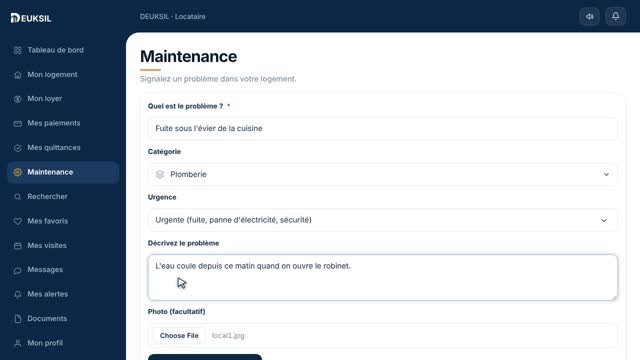 DEUKSIL
DEUKSIL · Locataire
Tableau de bord
Mon logement
Mon loyer
Mes paiements
Mes quittances
Maintenance
Rechercher
Mes favoris
Mes visites
Messages
Mes alertes
Documents
Mon profil
Maintenance
Signalez un problème dans votre logement.
Quel est le problème ? *
Fuite sous l'évier de la cuisine
Catégorie
Plomberie
Urgence
Urgente (fuite, panne d'électricité, sécurité)
Décrivez le problème
L'eau coule depuis ce matin quand on ouvre le robinet.
Photo (facultatif)
Choose File local1.jpg